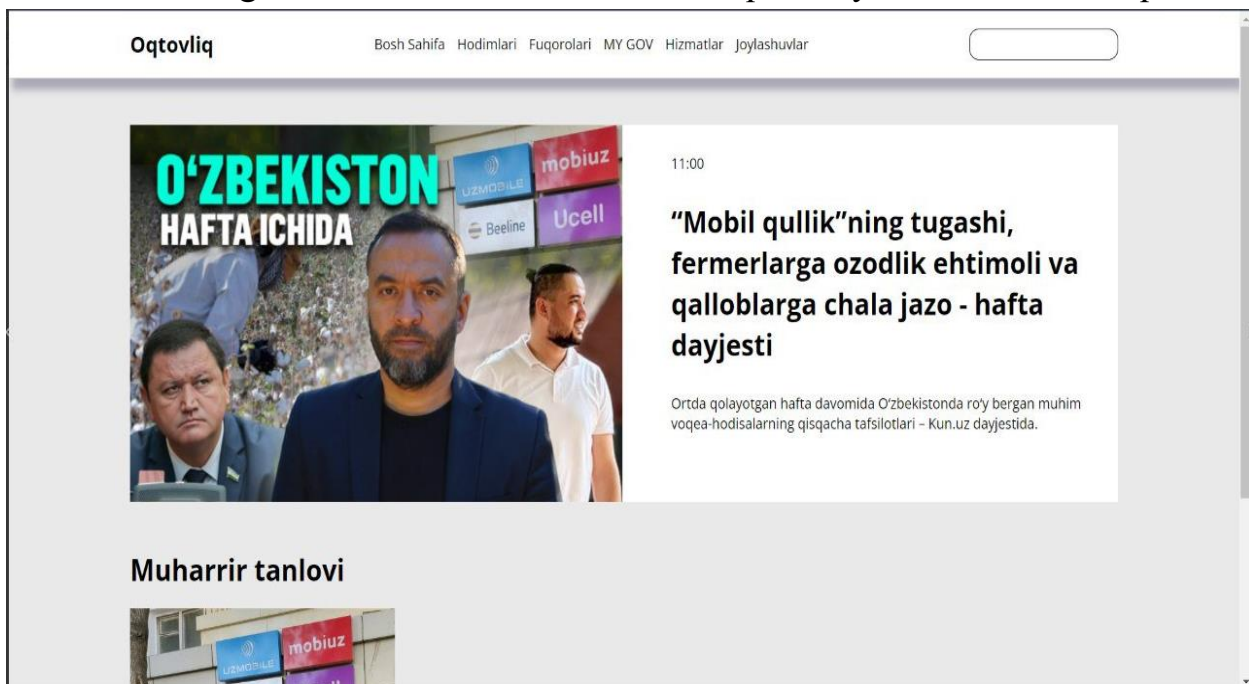 Oqtovliq
Bosh Sahifa Hodimlari Fuqorolari MY GOV Hizmatlar Joylashuvlar
O‘ZBEKISTON
HAFTA ICHIDA
UZMOBILE
mobiuz
Beeline
Ucell
11:00
“Mobil qullik”ning tugashi,
fermerlarga ozodlik ehtimoli va
qalloblarga chala jazo - hafta
dayjesti
Ortda qolayotgan hafta davomida O‘zbekistonda ro‘y bergan muhim
voqea-hodisalarning qisqacha tafsilotlari – Kun.uz dayjestida.
Muharrir tanlovi
UZMOBILE
mobiuz